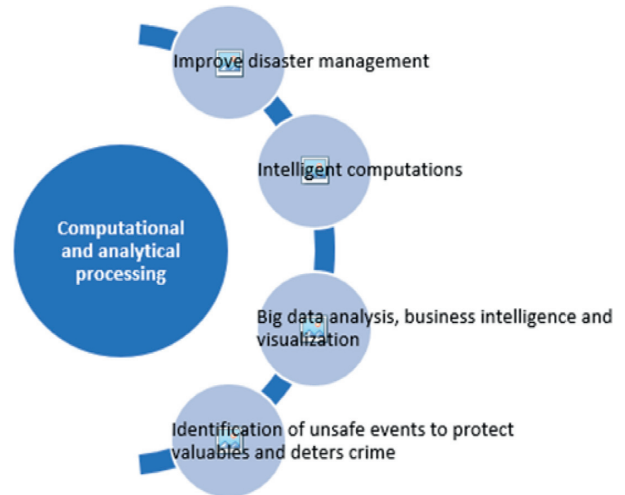 Improve disaster management
Intelligent computations
Computational
and analytical
processing
Big data analysis, business intelligence and
visualization
Identification of unsafe events to protect
valuables and deters crime